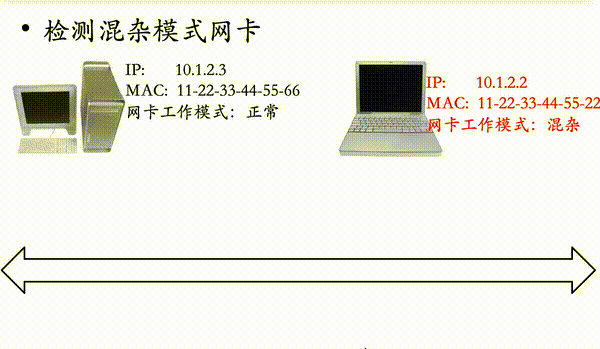 • 检测混杂模式网卡
IP: 10.1.2.3
MAC: 11-22-33-44-55-66
网卡工作模式：正常
IP: 10.1.2.2
MAC: 11-22-33-44-55-22
网卡工作模式：混杂